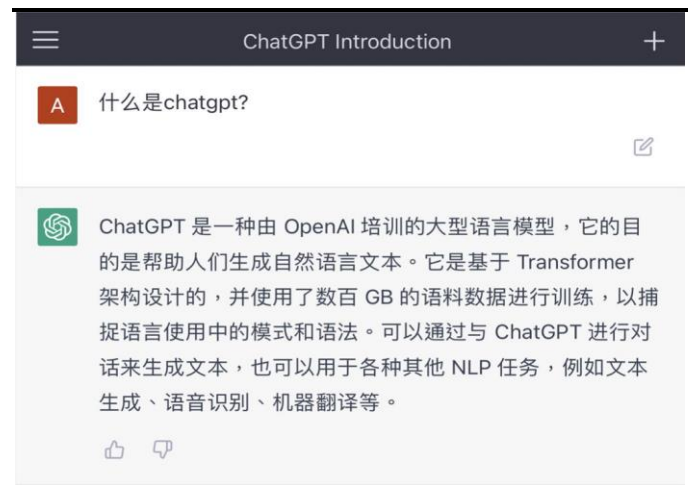 ChatGPT Introduction
A
什么是chatgpt?
ChatGPT 是一种由 OpenAI 培训的大型语言模型，它的目
的是帮助人们生成自然语言文本。它是基于 Transformer
架构设计的，并使用了数百 GB 的语料数据进行训练，以捕
捉语言使用中的模式和语法。可以通过与 ChatGPT 进行对
话来生成文本，也可以用于各种其他 NLP 任务，例如文本
生成、语音识别、机器翻译等。